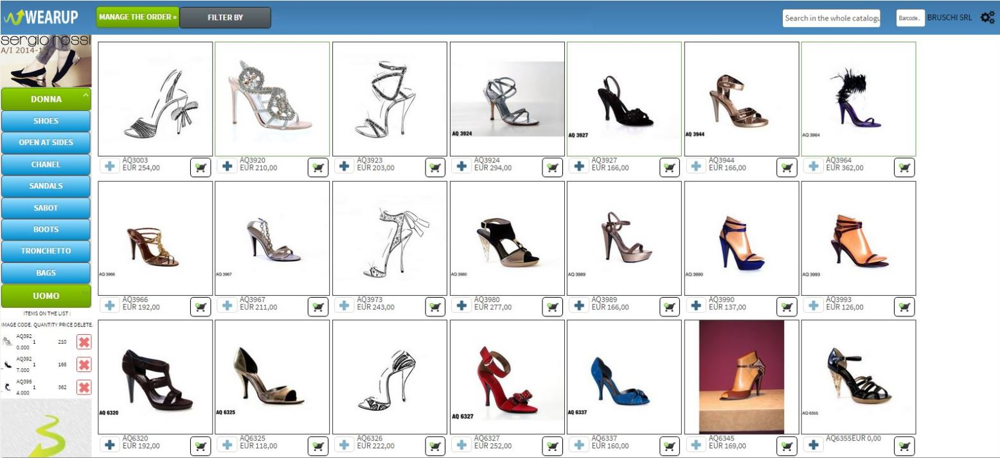 WEARUP
MANAGE THE ORDER »
FILTER BY
Search in the whole catalogu
Barcode..
BRUSCHI SRL
sergio rossi
A/I 2014-1
DONNA
SHOES
OPEN AT SIDES
CHANEL
SANDALS
SABOT
BOOTS
TRONCHETTO
BAGS
UOMO
ITEMS ON THE LIST :
IMAGE CODE. QUANTITY PRICE DELETE.
AQ392
0.000 1 210
AQ392
7.000 1 166
AQ396
4.000 1 362
AQ 3924
AQ 3927
AQ 3944
AQ 3964
AQ3003
EUR 254,00
AQ3920
EUR 210,00
AQ3923
EUR 203,00
AQ3924
EUR 294,00
AQ3927
EUR 166,00
AQ3944
EUR 166,00
AQ3964
EUR 362,00
AQ 3966
AQ 3967
AQ 3980
AQ 3989
AQ 3990
AQ 3993
AQ3966
EUR 192,00
AQ3967
EUR 211,00
AQ3973
EUR 243,00
AQ3980
EUR 277,00
AQ3989
EUR 166,00
AQ3990
EUR 137,00
AQ3993
EUR 126,00
AQ 6320
AQ 6325
AQ 6327
AQ 6337
AQ 6355
AQ6320
EUR 192,00
AQ6325
EUR 118,00
AQ6326
EUR 222,00
AQ6327
EUR 252,00
AQ6337
EUR 160,00
AQ6345
EUR 169,00
AQ6355EUR 0,00